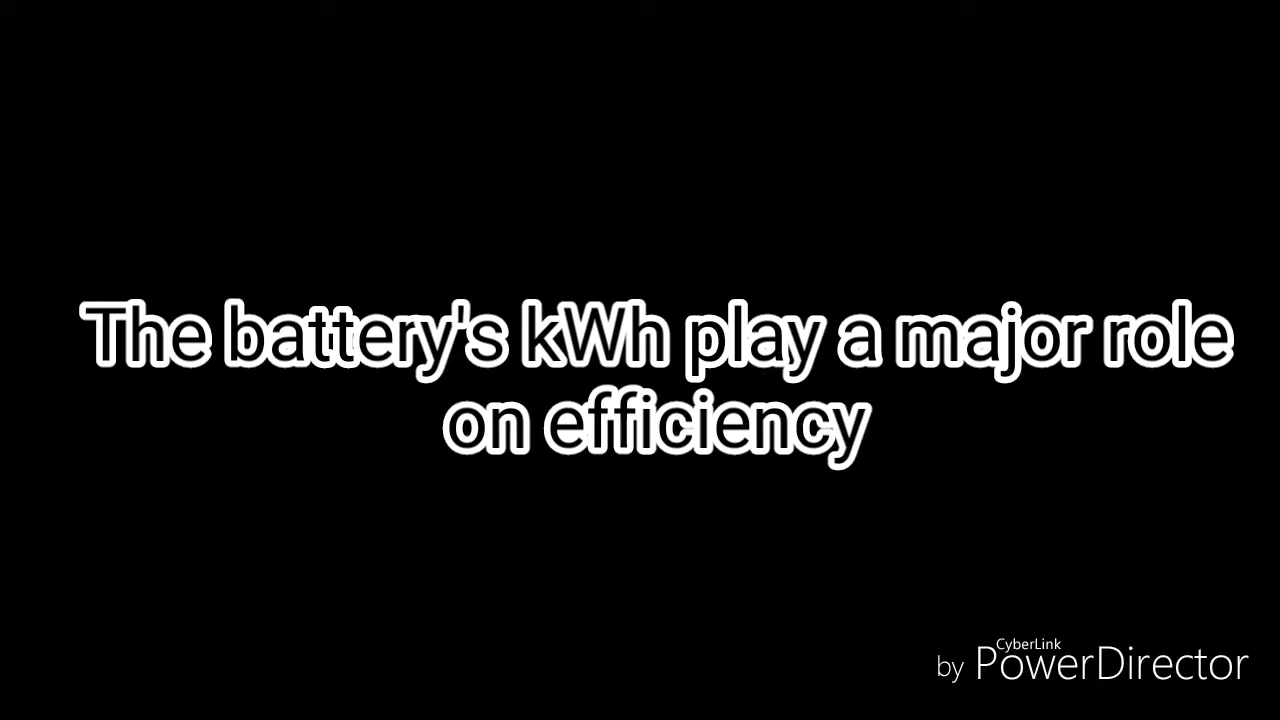 The battery's kWh play a major role
on efficiency
CyberLink
by PowerDirector